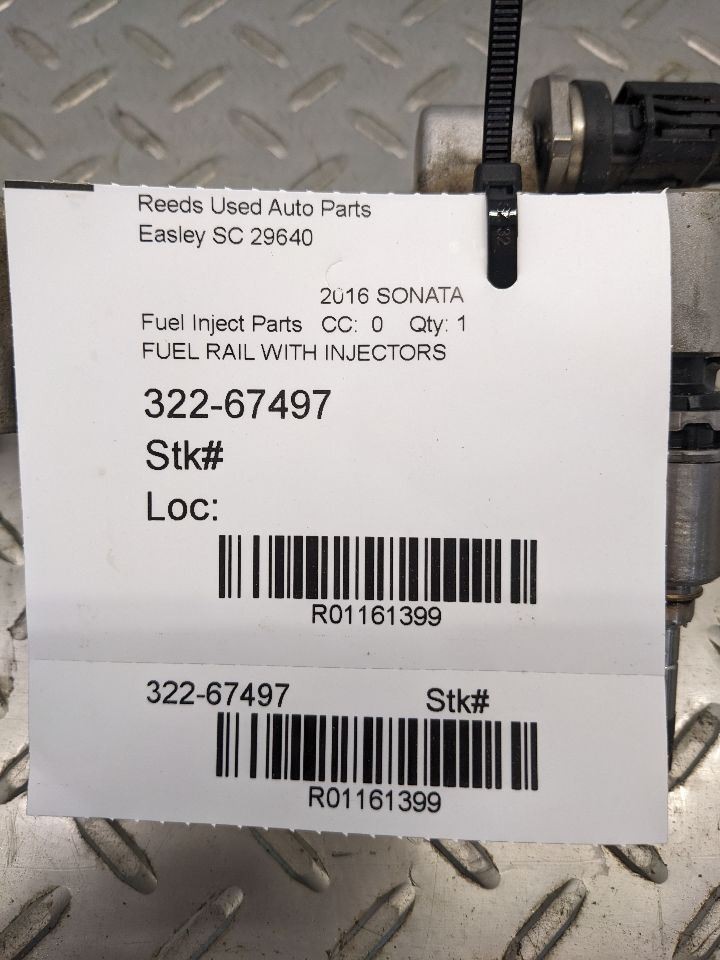 Reeds Used Auto Parts
Easley SC 29640
2016 SONATA
Fuel Inject Parts CC: 0 Qty: 1
FUEL RAIL WITH INJECTORS
322-67497
Stk#
Loc:
R01161399
322-67497 Stk#
R01161399